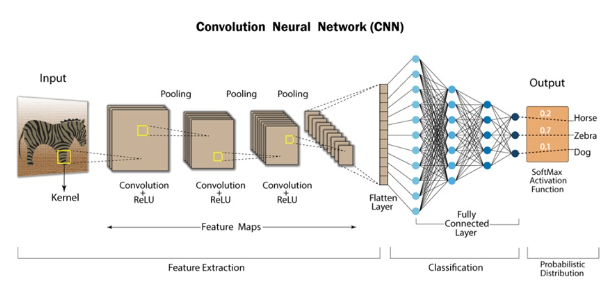 Convolution Neural Network (CNN)
Input
Output
Pooling
Pooling
Pooling
Kernel
Convolution
+
ReLU
Convolution
+
ReLU
Convolution
+
ReLU
Flatten
Layer
0.2
0.7
0.1
Horse
Zebra
Dog
SoftMax
Activation
Function
Feature Maps
Fully
Connected
Layer
Feature Extraction
Classification
Probabilistic
Distribution